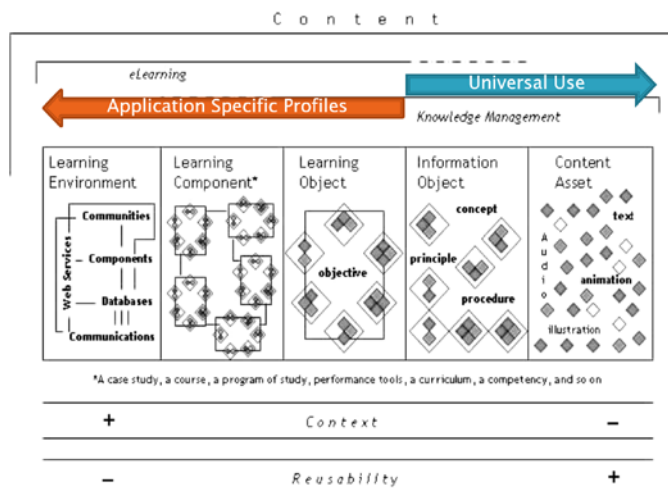 Content
eLearning
Universal Use
Application Specific Profiles
Knowledge Management
Learning
Environment
Learning
Component*
Learning
Object
Information
Object
Content
Asset
Web Services
Communities
Components
Databases
Communications
objective
concept
principle
procedure
text
Audio
animation
illustration
*A case study, a course, a program of study, performance tools, a curriculum, a competency, and so on
+ Context −
− Reusability +